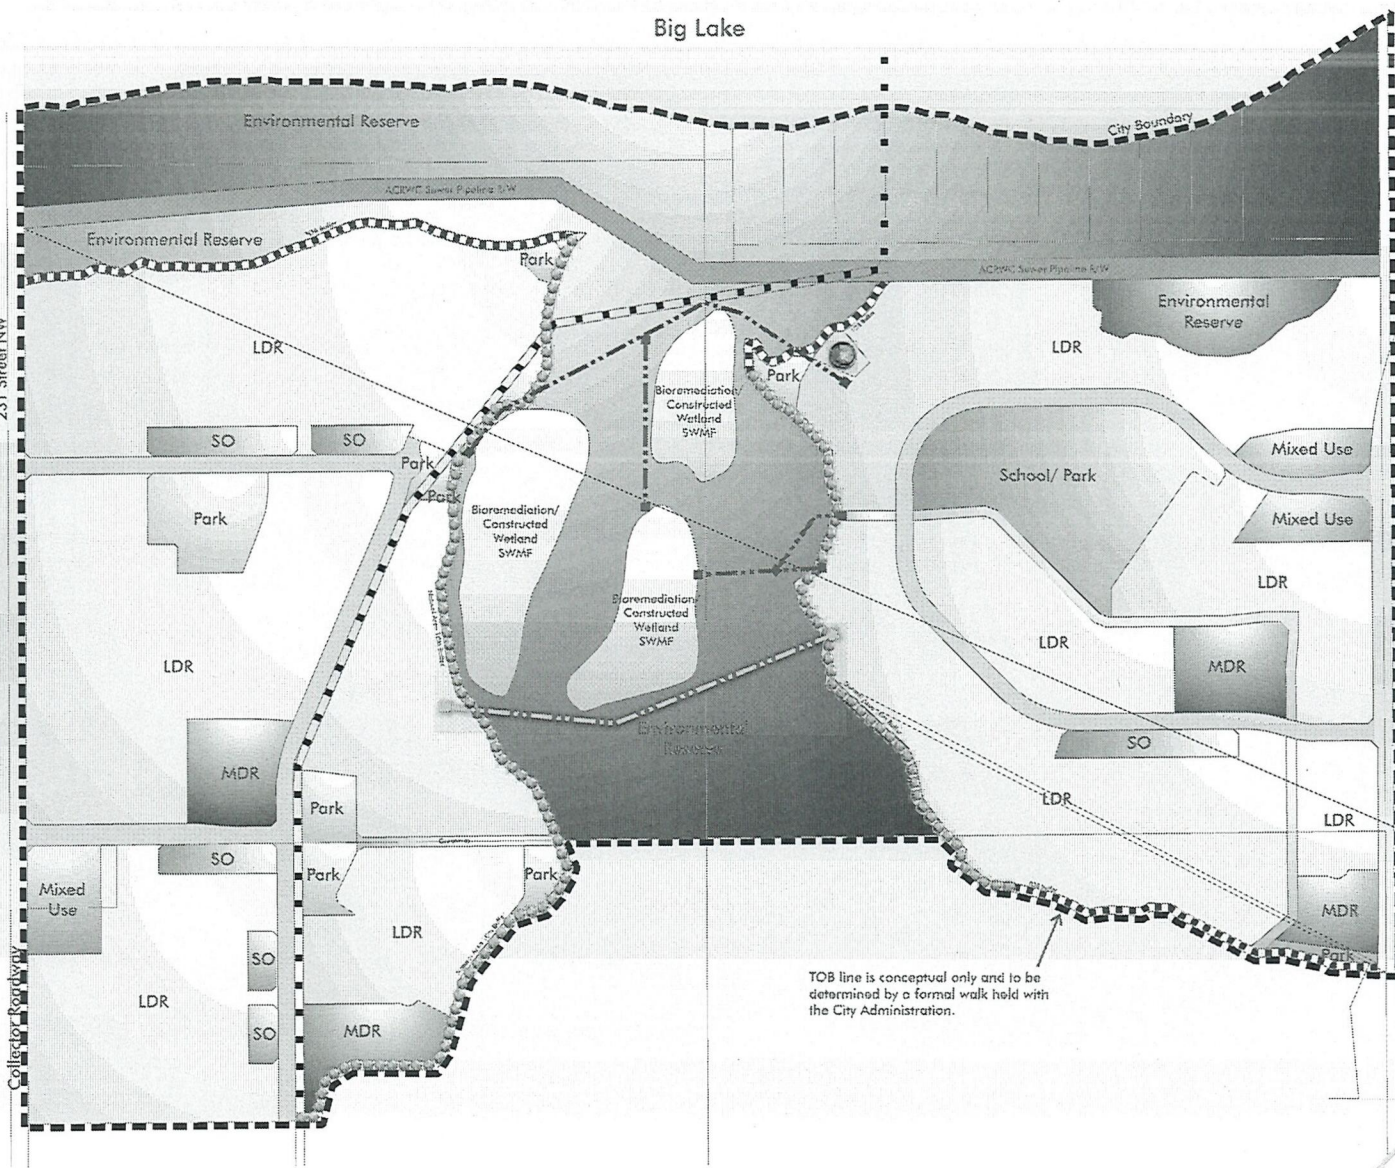 Big Lake
Environmental Reserve
City Boundary
ACRWC Sewer Pipeline R/W
Environmental Reserve
Park
ACRWC Sewer Pipeline R/W
Environmental
Reserve
231 Street NW
LDR
LDR
Park
Bioremediation/
Constructed
Wetland
SWMF
SO
SO
Mixed Use
Park
School/ Park
Park
Park
Bioremediation/
Constructed
Wetland
SWMF
Mixed Use
LDR
Bioremediation/
Constructed
Wetland
SWMF
LDR
LDR
MDR
Environmental
Reserve
SO
MDR
LDR
Park
LDR
SO
Park
Park
Mixed
Use
MDR
LDR
Park
SO
Collector Roadway
LDR
TOB line is conceptual only and to be
determined by a formal walk held with
the City Administration.
SO
MDR